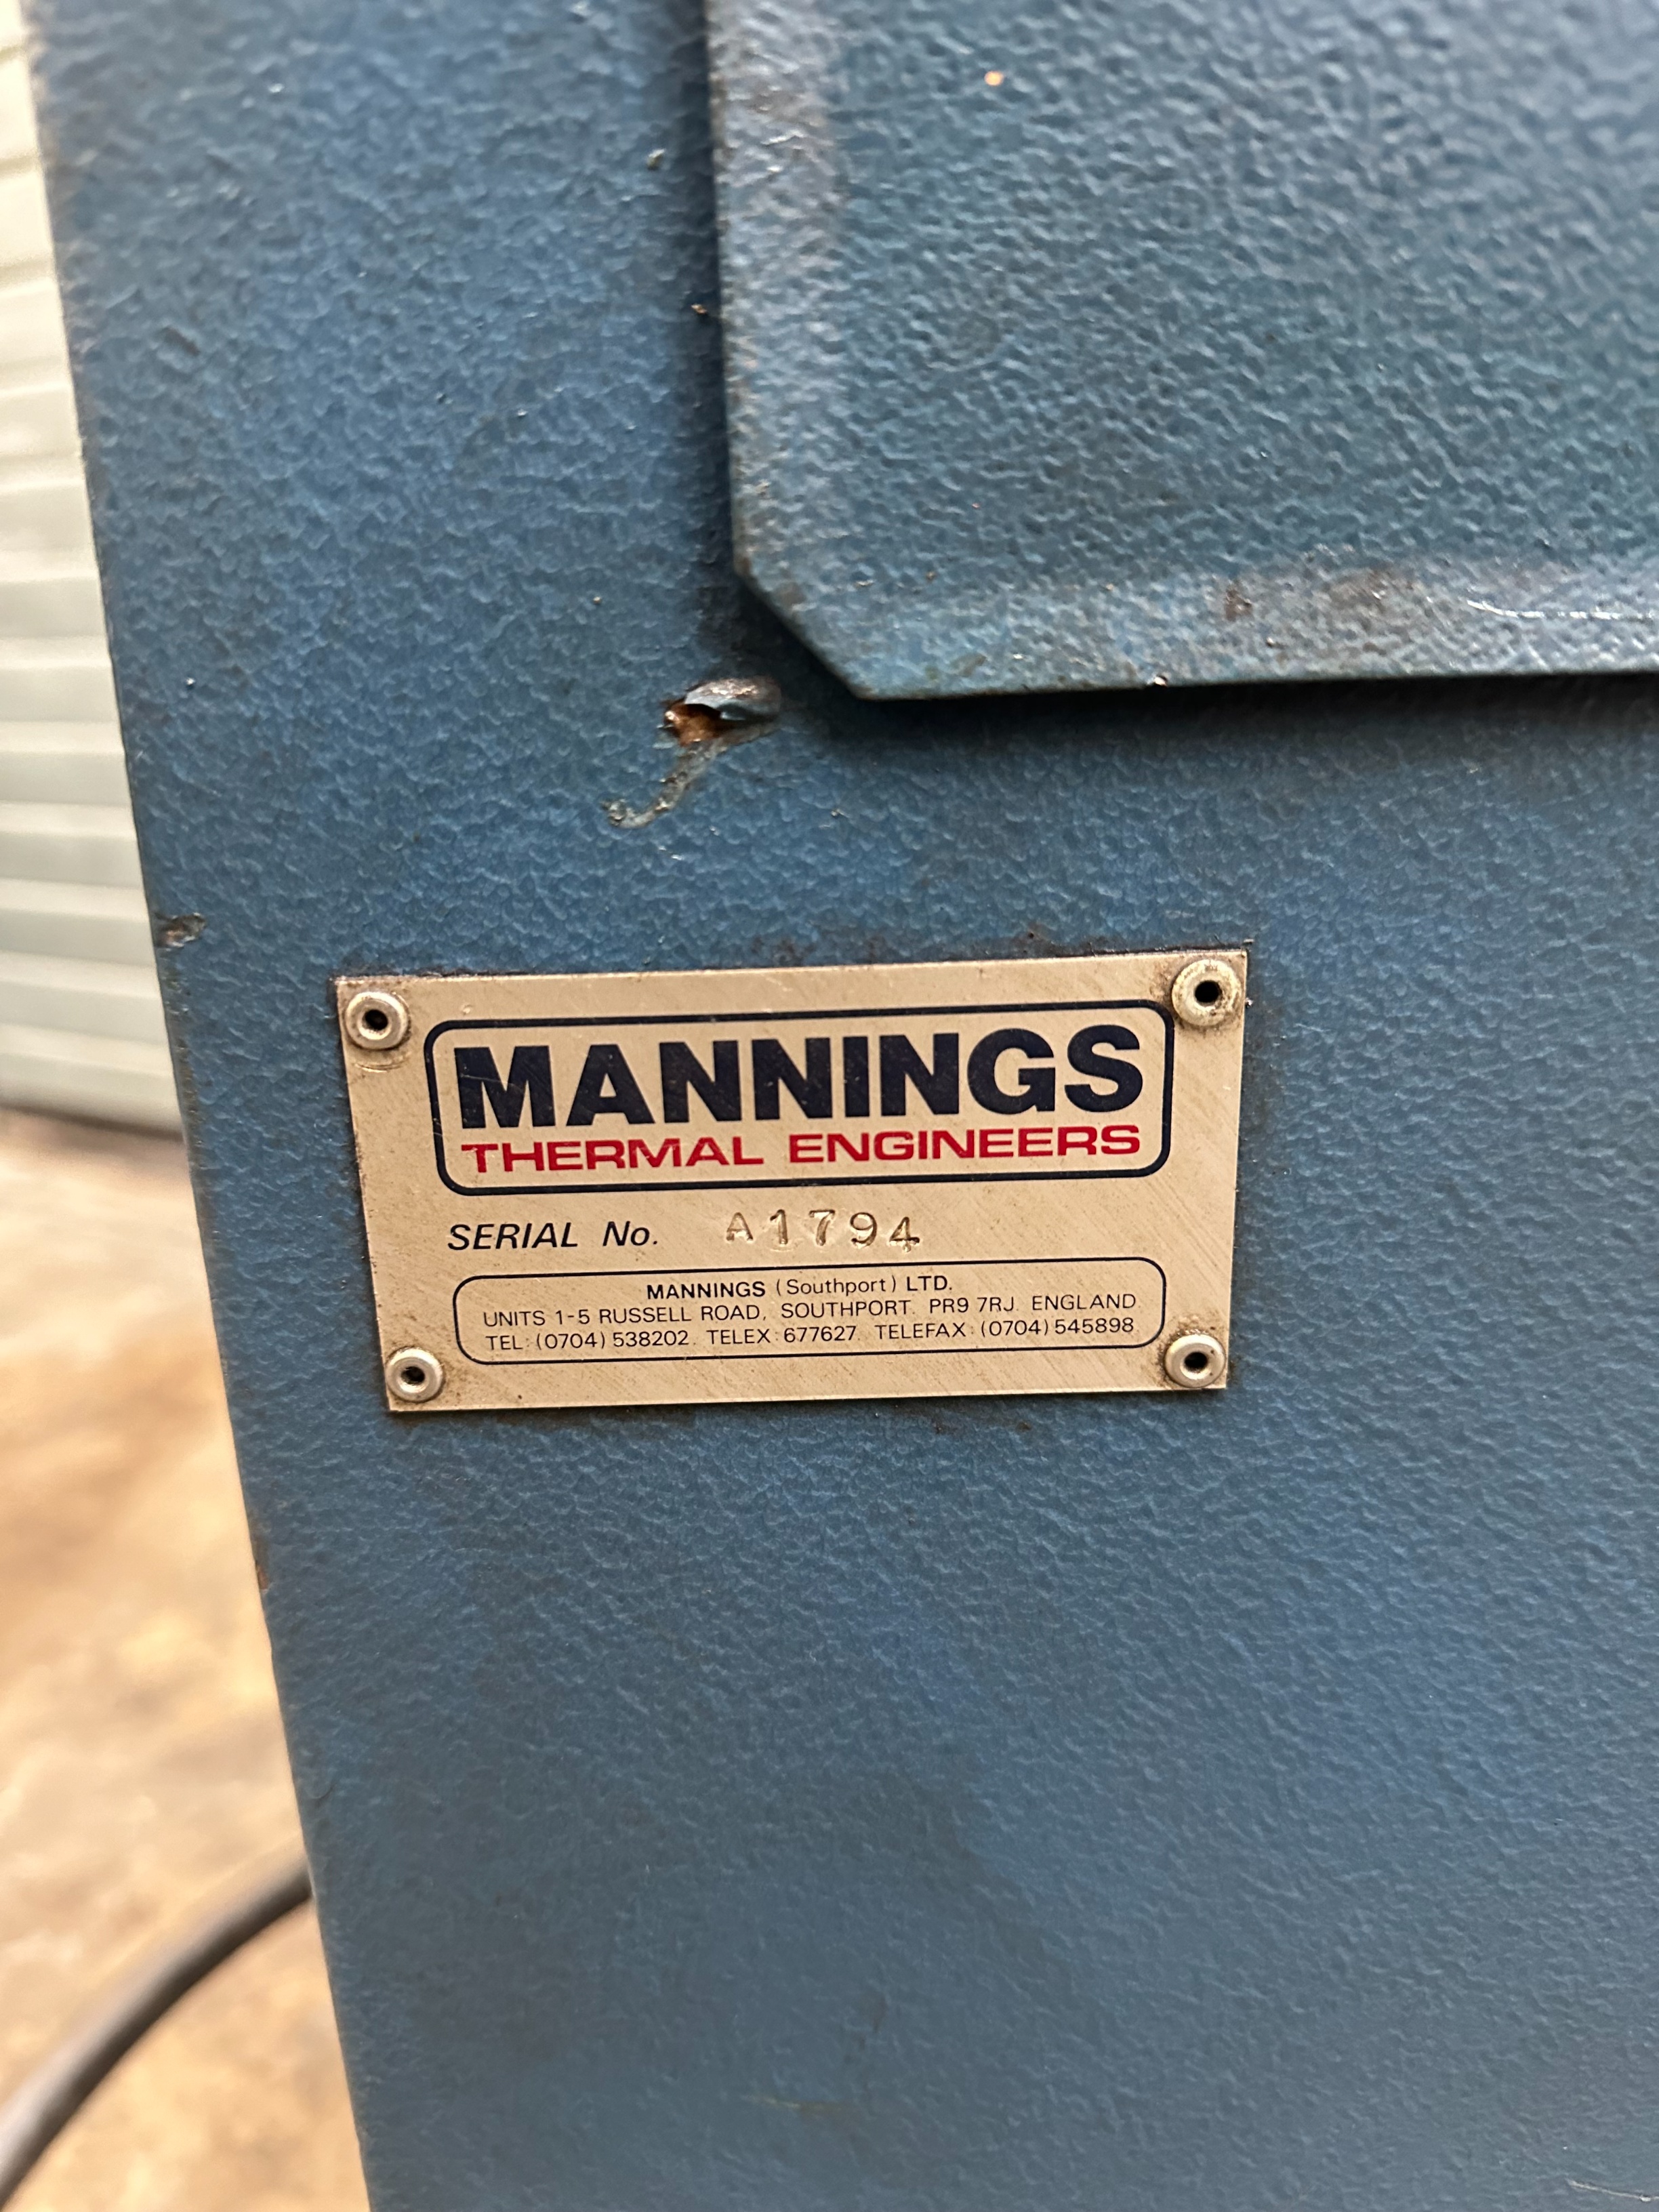 MANNINGS
THERMAL ENGINEERS
SERIAL No. A1794
MANNINGS (Southport) LTD.
UNITS 1-5 RUSSELL ROAD, SOUTHPORT. PR9 7RJ. ENGLAND
TEL: (0704) 538202. TELEX: 677627. TELEFAX: (0704) 545898